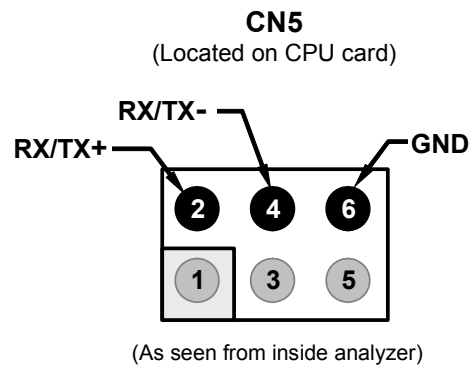 CN5
(Located on CPU card)
RX/TX-
RX/TX+
GND
2 4 6
1 3 5
(As seen from inside analyzer)